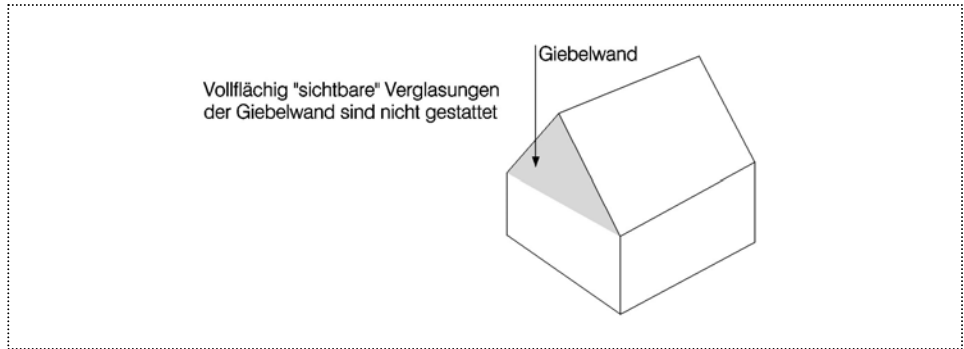 Giebelwand
Vollflächig "sichtbare" Verglasungen
der Giebelwand sind nicht gestattet